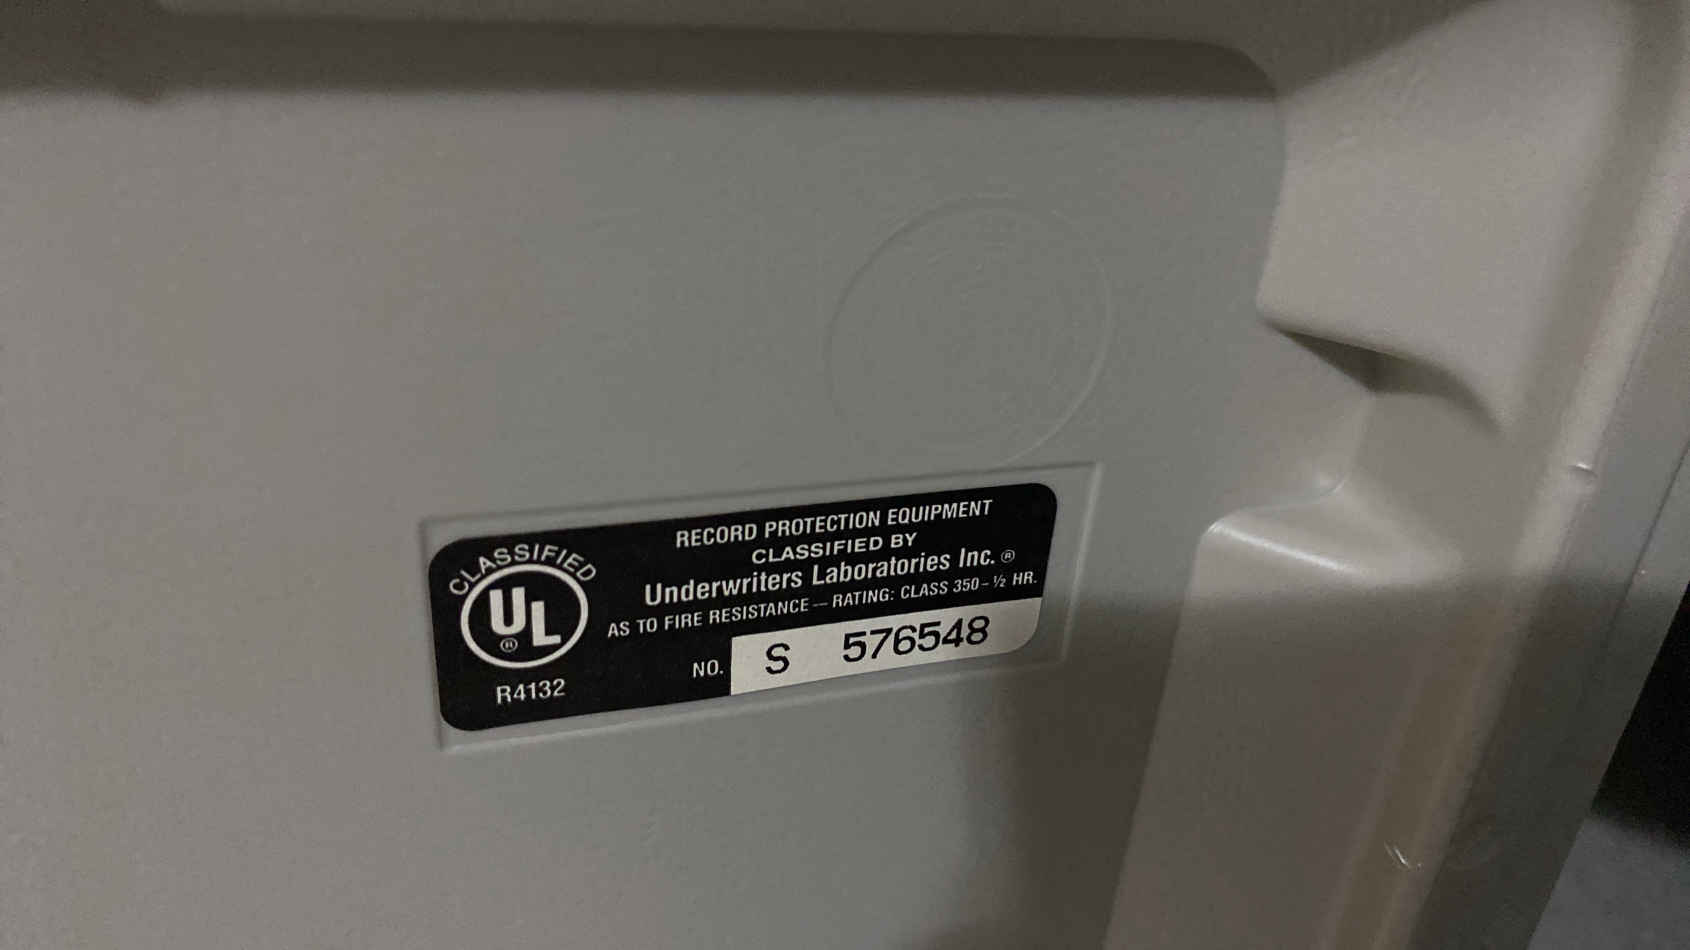 CLASSIFIED
UL ®
R4132
RECORD PROTECTION EQUIPMENT
CLASSIFIED BY
Underwriters Laboratories Inc.®
AS TO FIRE RESISTANCE — RATING: CLASS 350-½ HR.
NO. S 576548